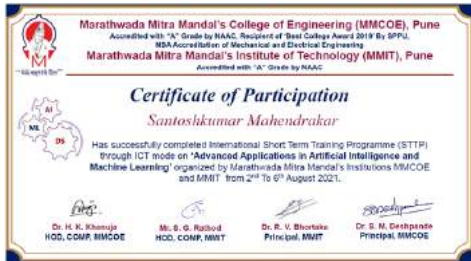 Marathwada Mitra Mandal's College of Engineering (MMCOE), Pune
Accredited with "A" Grade by NAAC, Recipient of 'Best College Award 2019' By SPPU,
NBA Accreditation of Mechanical and Electrical Engineering
Marathwada Mitra Mandal's Institute of Technology (MMIT), Pune
Accredited with "A" Grade by NAAC
Certificate of Participation
Santoshkumar Mahendrakar
AI
ML
DS
Has successfully completed International Short Term Training Programme (STTP)
through ICT mode on 'Advanced Applications in Artificial Intelligence and
Machine Learning' organized by Marathwada Mitra Mandal's Institutions MMCOE
and MMIT from 2nd To 6th August 2021.
Dr. H. K. Khanuja
HOD, COMP, MMCOE
Mr. S. G. Rathod
HOD, COMP, MMIT
Dr. R. V. Bhortake
Principal, MMIT
Dr. S. M. Deshpande
Principal, MMCOE